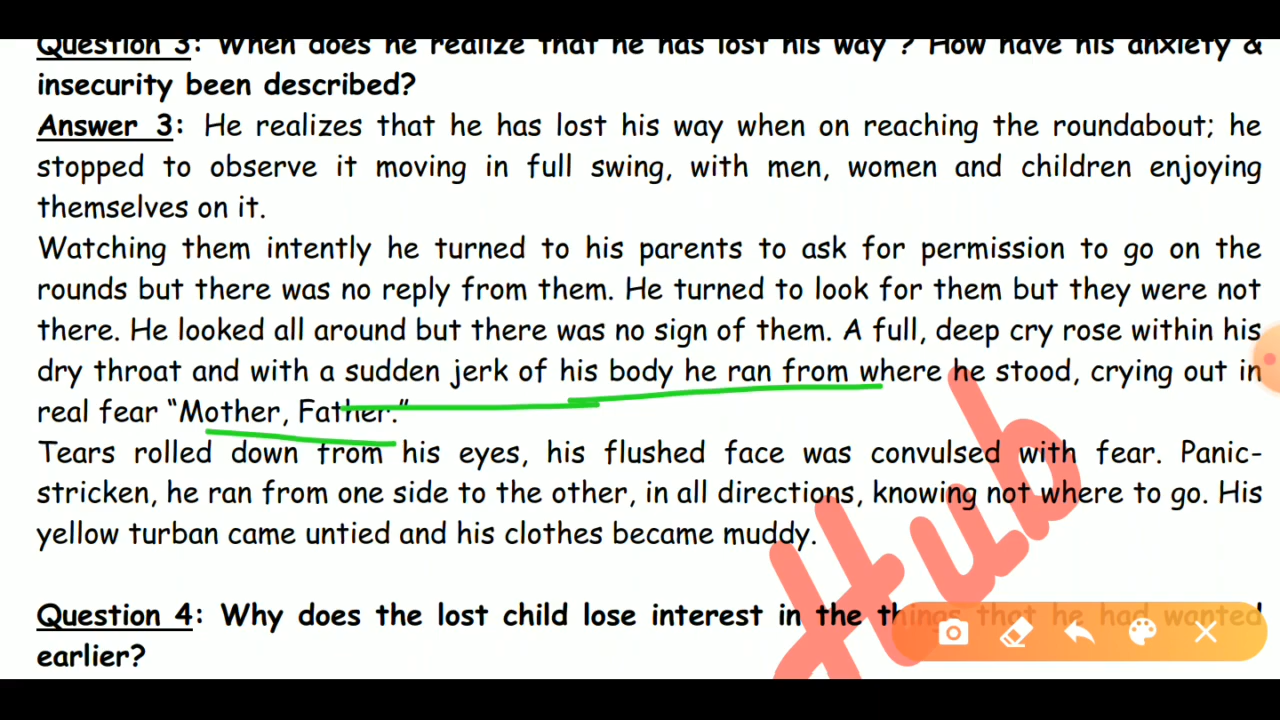 Question 3: When does he realize that he has lost his way ? How have his anxiety &
insecurity been described?
Answer 3: He realizes that he has lost his way when on reaching the roundabout; he
stopped to observe it moving in full swing, with men, women and children enjoying
themselves on it.
Watching them intently he turned to his parents to ask for permission to go on the
rounds but there was no reply from them. He turned to look for them but they were not
there. He looked all around but there was no sign of them. A full, deep cry rose within his
dry throat and with a sudden jerk of his body he ran from where he stood, crying out in
real fear “Mother, Father.”
Tears rolled down from his eyes, his flushed face was convulsed with fear. Panic-
stricken, he ran from one side to the other, in all directions, knowing not where to go. His
yellow turban came untied and his clothes became muddy.
Question 4: Why does the lost child lose interest in the things that he had wanted
earlier?
Hub